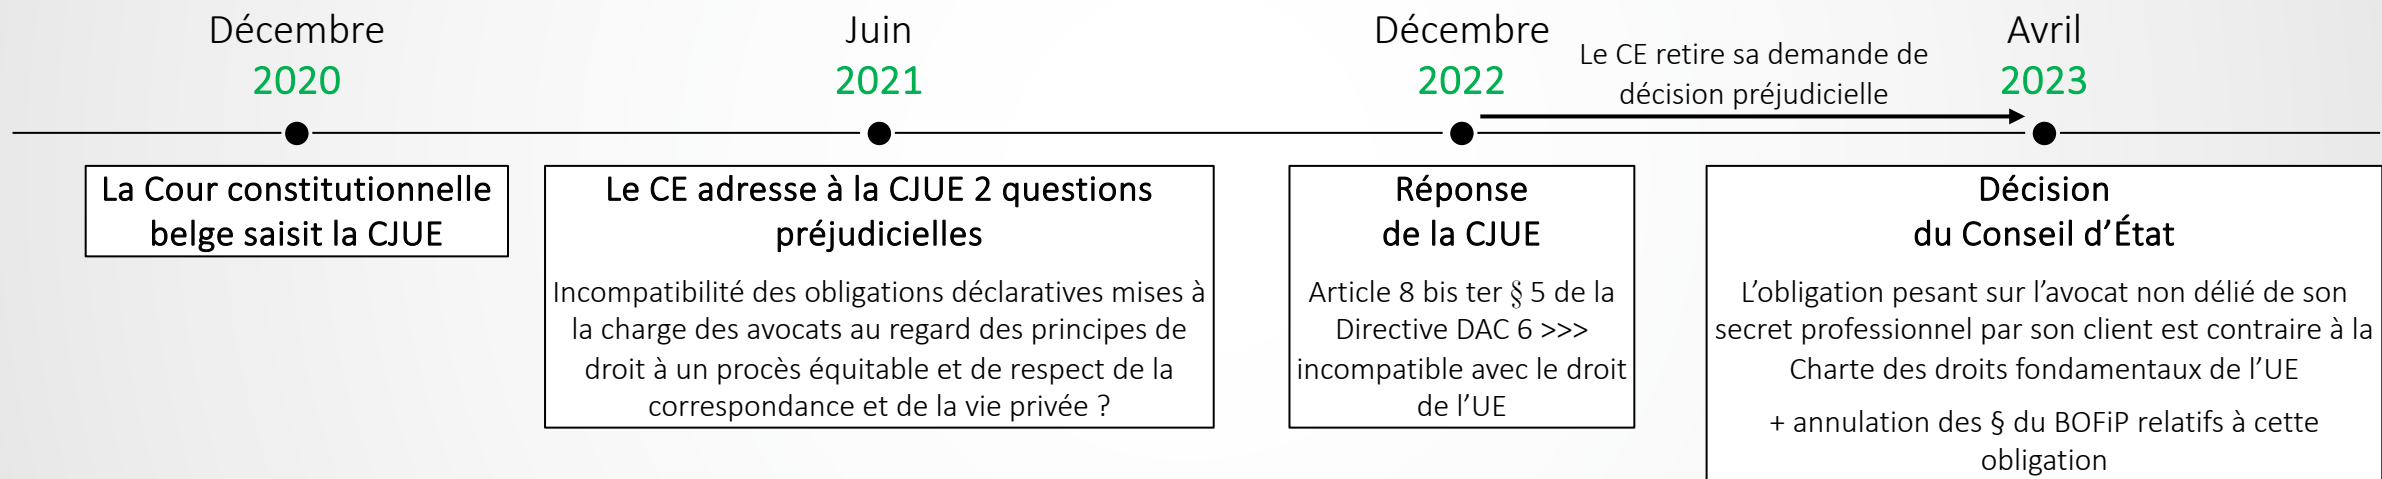 Décembre
2020
La Cour constitutionnelle
belge saisit la CJUE
Juin
2021
Le CE adresse à la CJUE 2 questions
préjudicielles
Incompatibilité des obligations déclaratives mises à
la charge des avocats au regard des principes de
droit à un procès équitable et de respect de la
correspondance et de la vie privée ?
Décembre
2022
Réponse
de la CJUE
Article 8 bis ter § 5 de la
Directive DAC 6 >>>
incompatible avec le droit
de l’UE
Le CE retire sa demande de
décision préjudicielle
Avril
2023
Décision
du Conseil d’État
L’obligation pesant sur l’avocat non délié de son
secret professionnel par son client est contraire à la
Charte des droits fondamentaux de l’UE
+ annulation des § du BOFiP relatifs à cette
obligation